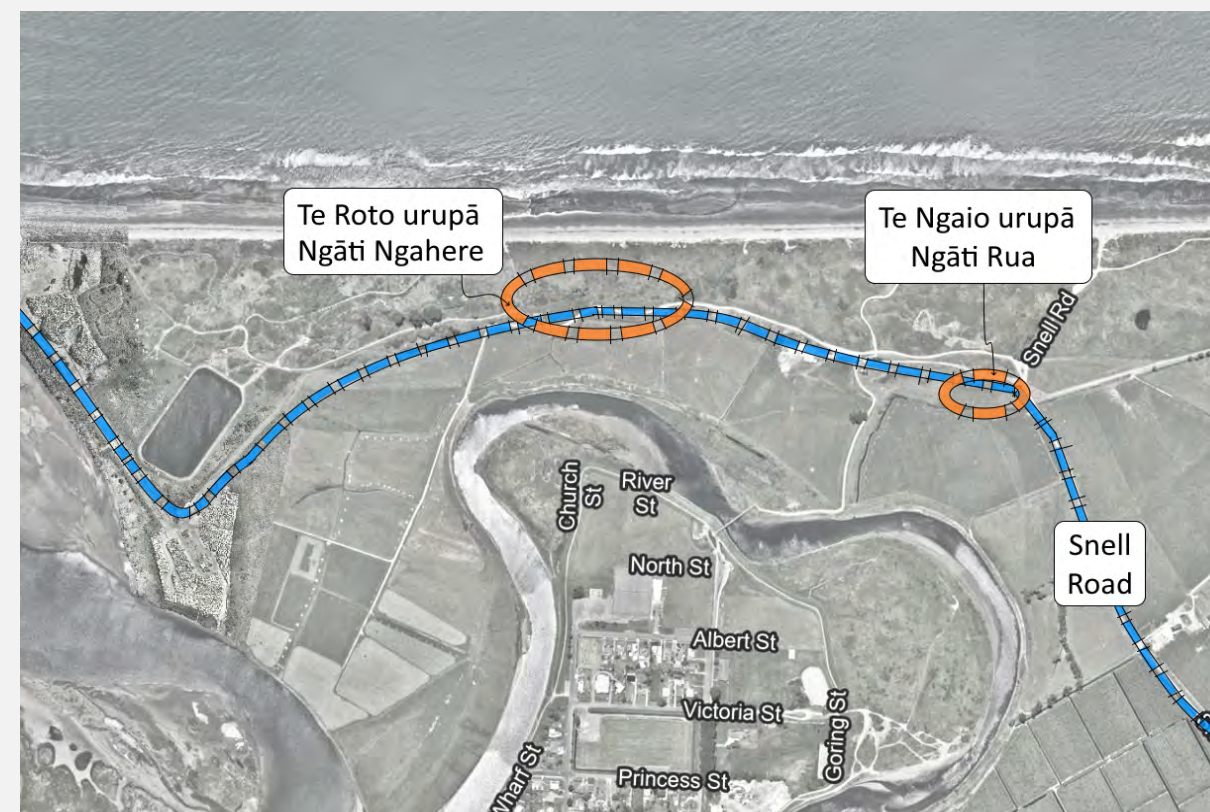 Te Roto urupā
Ngāti Ngahere
Te Ngaio urupā
Ngāti Rua
Snell Rd
Church
St
River
St
Snell
Road
North St
Albert St
Victoria St
Goring St
Wharf St
Princess St